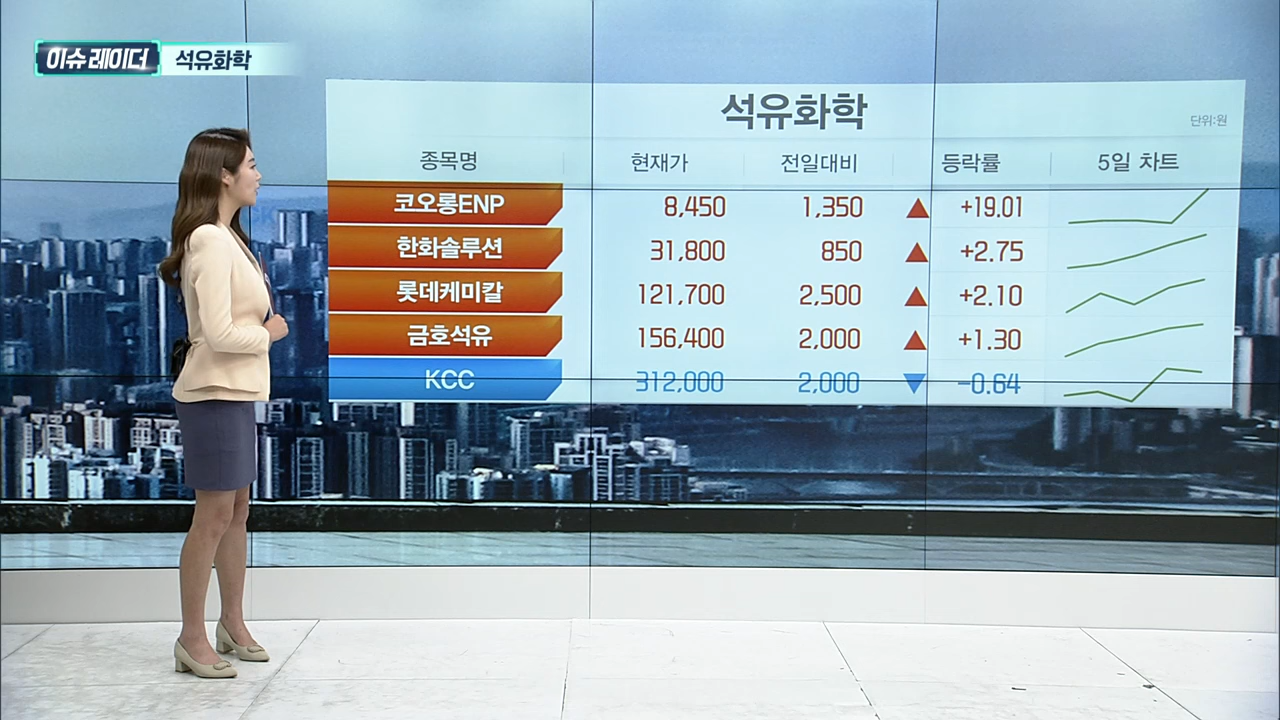 이슈 레이더 석유화학
석유화학
단위:원
종목명 현재가 전일대비 등락률 5일 차트
코오롱ENP 8,450 1,350 ▲ +19.01
한화솔루션 31,800 850 ▲ +2.75
롯데케미칼 121,700 2,500 ▲ +2.10
금호석유 156,400 2,000 ▲ +1.30
KCC 312,000 2,000 ▼ -0.64